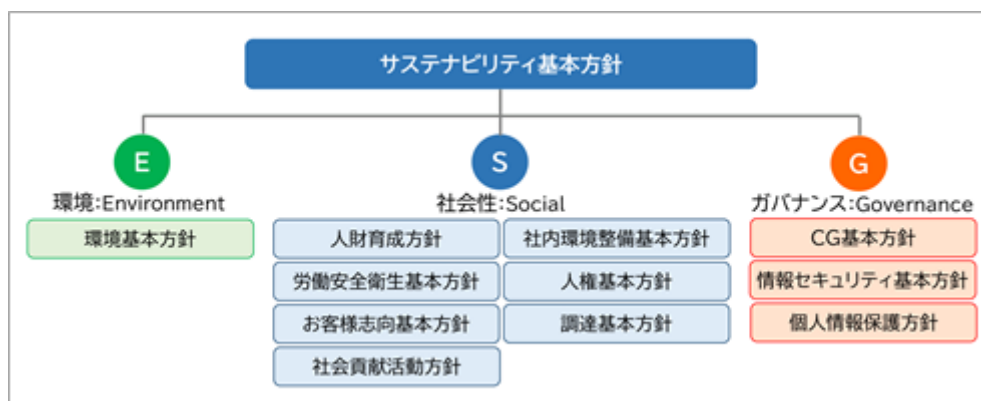 サステナビリティ基本方針
E
環境:Environment
環境基本方針
S
社会性:Social
人財育成方針
社内環境整備基本方針
労働安全衛生基本方針
人権基本方針
お客様志向基本方針
調達基本方針
社会貢献活動方針
G
ガバナンス:Governance
CG基本方針
情報セキュリティ基本方針
個人情報保護方針